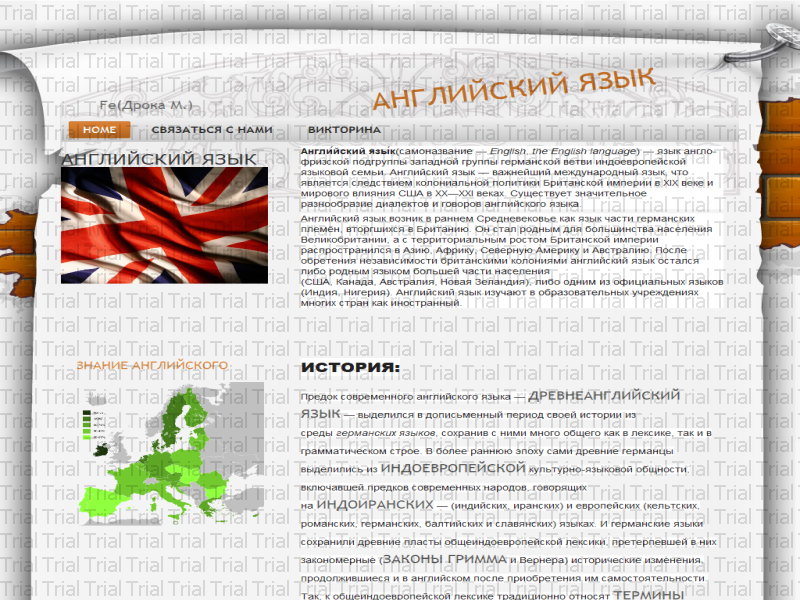 АНГЛИЙСКИЙ ЯЗЫК
Fe(Дрока М.)
HOME СВЯЗАТЬСЯ С НАМИ ВИКТОРИНА
АНГЛИЙСКИЙ ЯЗЫК
Английский язык(самоназвание — English, the English language) — язык англо-
фризской подгруппы западной группы германской ветви индоевропейской
языковой семьи. Английский язык — важнейший международный язык, что
является следствием колониальной политики Британской империи в XIX веке и
мирового влияния США в XX—XXI веках. Существует значительное
разнообразие диалектов и говоров английского языка.
Английский язык возник в раннем Средневековье как язык части германских
племён, вторгшихся в Британию. Он стал родным для большинства населения
Великобритании, а с территориальным ростом Британской империи
распространился в Азию, Африку, Северную Америку и Австралию. После
обретения независимости британскими колониями английский язык остался
либо родным языком большей части населения
(США, Канада, Австралия, Новая Зеландия), либо одним из официальных языков
(Индия, Нигерия). Английский язык изучают в образовательных учреждениях
многих стран как иностранный.
ЗНАНИЕ АНГЛИЙСКОГО
ИСТОРИЯ:
Предок современного английского языка — ДРЕВНЕАНГЛИЙСКИЙ
ЯЗЫК — выделился в дописьменный период своей истории из
среды германских языков, сохранив с ними много общего как в лексике, так и в
грамматическом строе. В более раннюю эпоху сами древние германцы
выделились из ИНДОЕВРОПЕЙСКОЙ культурно-языковой общности,
включавшей предков современных народов, говорящих
на ИНДОИРАНСКИХ — (индийских, иранских) и европейских (кельтских,
романских, германских, балтийских и славянских) языках. И германские языки
сохранили древние пласты общеиндоевропейской лексики, претерпевшей в них
закономерные (ЗАКОНЫ ГРИММА и Вернера) исторические изменения,
продолжившиеся и в английском после приобретения им самостоятельности.
Так, к общеиндоевропейской лексике традиционно относят ТЕРМИНЫ